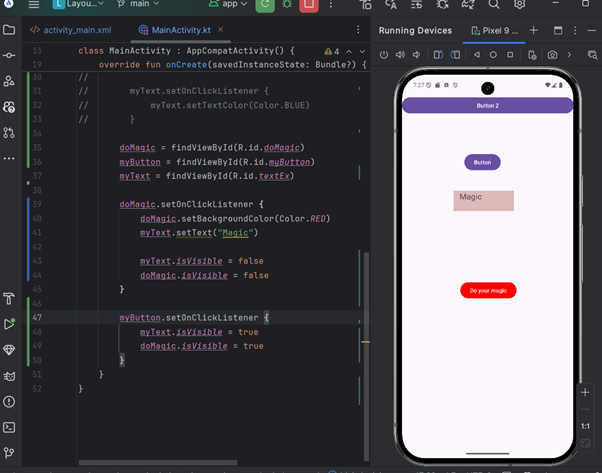 Layou...
main
app
activity_main.xml
MainActivity.kt
Running Devices
Pixel 9 ...
13 class MainActivity : AppCompatActivity() {
4
19 override fun onCreate(savedInstanceState: Bundle?) {
30 //
31 // myText.setOnClickListener {
32 // myText.setTextColor(Color.BLUE)
33 // }
34
35 doMagic = findViewById(R.id.doMagic)
36 myButton = findViewById(R.id.myButton)
37 myText = findViewById(R.id.textEx)
38
39 doMagic.setOnClickListener {
40 doMagic.setBackgroundColor(Color.RED)
41 myText.setText("Magic")
42
43 myText.isVisible = false
44 doMagic.isVisible = false
45 }
46
47 myButton.setOnClickListener {
48 myText.isVisible = true
49 doMagic.isVisible = true
50 }
51 }
52 }
7:27
Button 2
Button
Magic
Do your magic
1:1